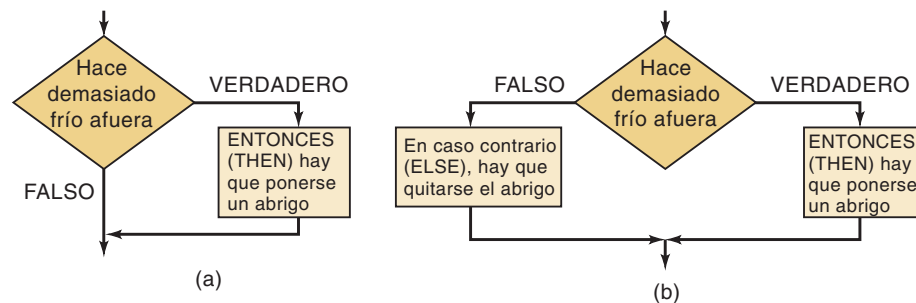 Hace
demasiado
frío afuera
VERDADERO
ENTONCES
(THEN) hay
que ponerse
un abrigo
FALSO
(a)
Hace
demasiado
frío afuera
FALSO
VERDADERO
En caso contrario
(ELSE), hay que
quitarse el abrigo
ENTONCES
(THEN) hay
que ponerse
un abrigo
(b)